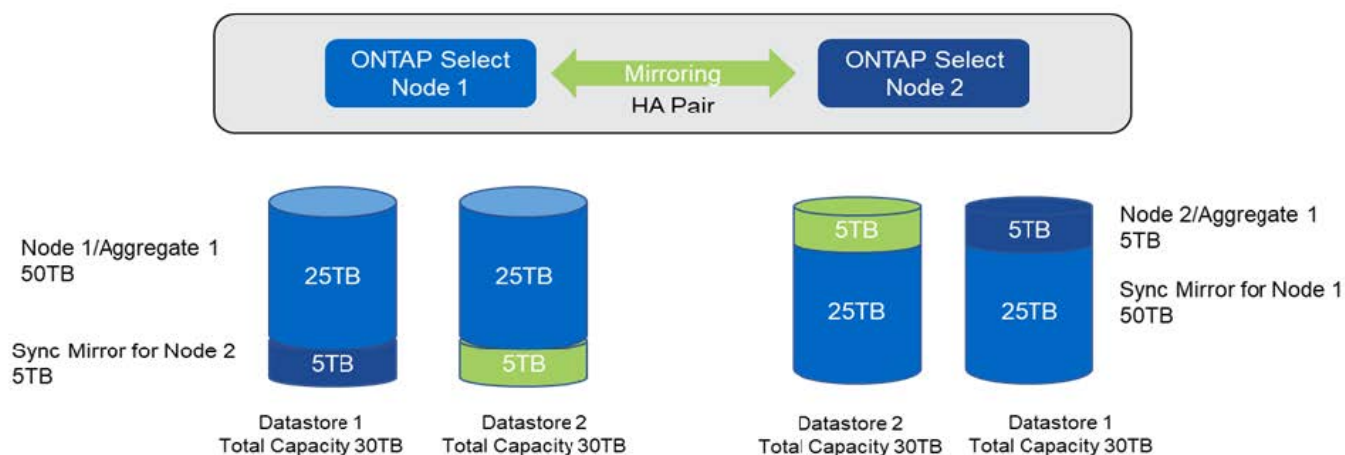 ONTAP Select
Node 1
Mirroring
HA Pair
ONTAP Select
Node 2
Node 1/Aggregate 1
50TB
Sync Mirror for Node 2
5TB
25TB
5TB
25TB
5TB
5TB
25TB
5TB
25TB
Node 2/Aggregate 1
5TB
Sync Mirror for Node 1
50TB
Datastore 1
Total Capacity 30TB
Datastore 2
Total Capacity 30TB
Datastore 2
Total Capacity 30TB
Datastore 1
Total Capacity 30TB